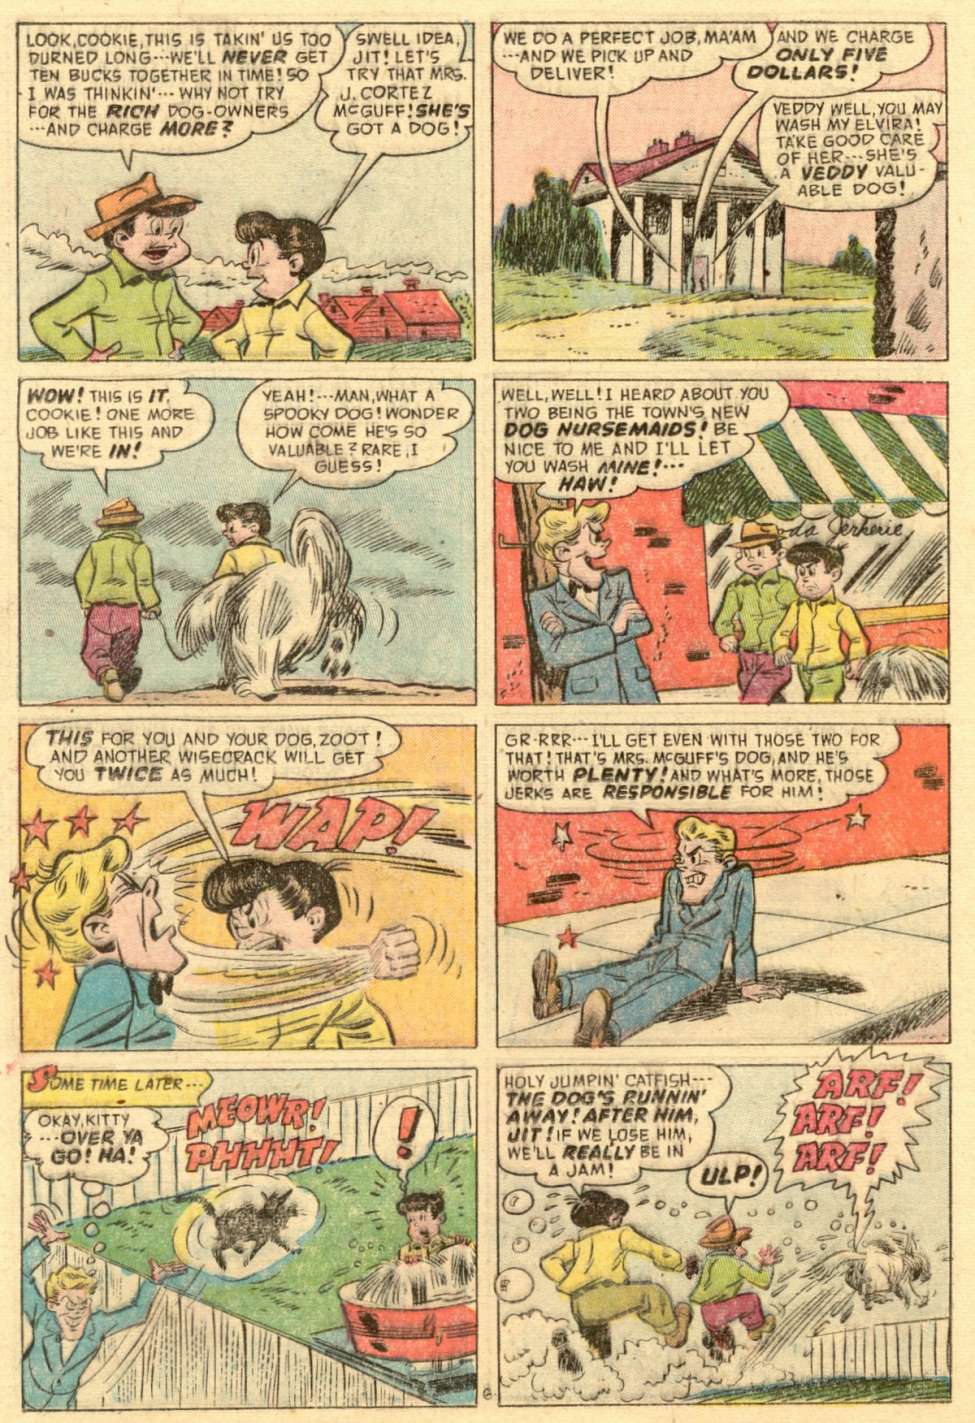 LOOK, COOKIE, THIS IS TAKIN' US TOO
DURNED LONG---WE'LL NEVER GET
TEN BUCKS TOGETHER IN TIME! SO
I WAS THINKIN'---WHY NOT TRY
FOR THE RICH DOG-OWNERS
---AND CHARGE MORE?
SWELL IDEA,
JIT! LET'S
TRY THAT MRS.
J. CORTEZ
McGUFF! SHE'S
GOT A DOG!
WE DO A PERFECT JOB, MA'AM
---AND WE PICK UP AND
DELIVER!
AND WE CHARGE
ONLY FIVE
DOLLARS!
VEDDY WELL, YOU MAY
WASH MY ELVIRA!
TAKE GOOD CARE
OF HER---SHE'S
A VEDDY VALU-
ABLE DOG!
WOW! THIS IS IT,
COOKIE! ONE MORE
JOB LIKE THIS AND
WE'RE IN!
YEAH!---MAN, WHAT A
SPOOKY DOG! WONDER
HOW COME HE'S SO
VALUABLE? RARE, I
GUESS!
WELL, WELL! I HEARD ABOUT YOU
TWO BEING THE TOWN'S NEW
DOG NURSEMAIDS! BE
NICE TO ME AND I'LL LET
YOU WASH MINE!---
HAW!
oda Jerkerie
THIS FOR YOU AND YOUR DOG, ZOOT!
AND ANOTHER WISECRACK WILL GET
YOU TWICE AS MUCH!
WAP!
GR-RRR---I'LL GET EVEN WITH THOSE TWO FOR
THAT! THAT'S MRS. McGUFF'S DOG, AND HE'S
WORTH PLENTY! AND WHAT'S MORE, THOSE
JERKS ARE RESPONSIBLE FOR HIM!
SOME TIME LATER---
OKAY, KITTY
---OVER YA
GO! HA!
MEOWR!
PHHHT!
!
HOLY JUMPIN' CATFISH---
THE DOG'S RUNNIN'
AWAY! AFTER HIM,
JIT! IF WE LOSE HIM,
WE'LL REALLY BE IN
A JAM!
ULP!
ARF!
ARF!
ARF!
6